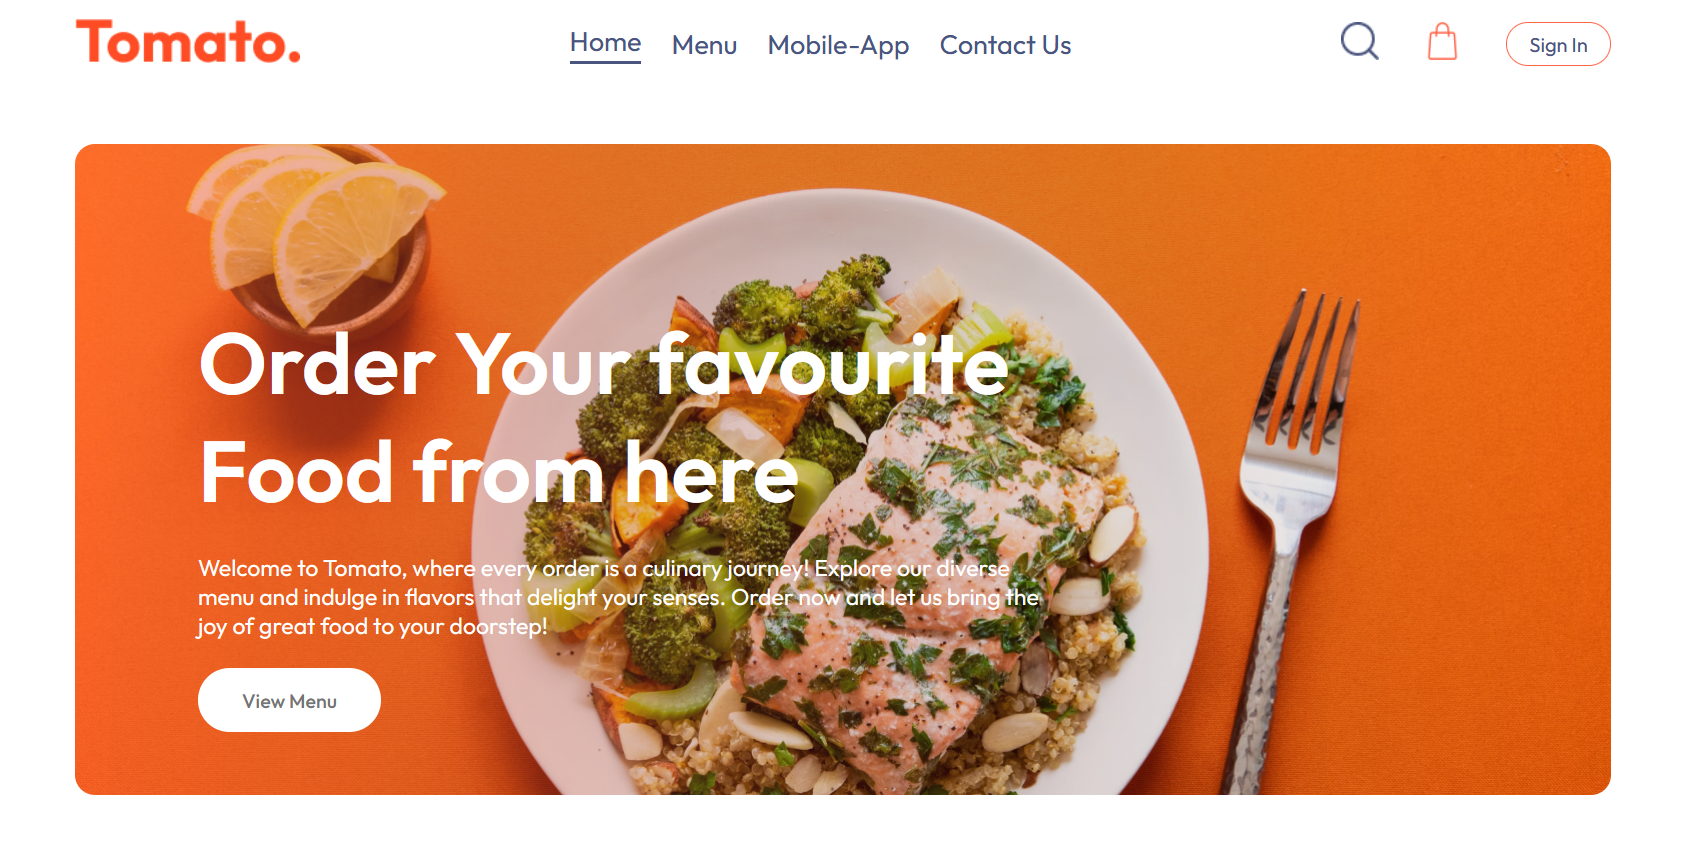 Tomato.
Home Menu Mobile-App Contact Us
Sign In
Order Your favourite
Food from here
Welcome to Tomato, where every order is a culinary journey! Explore our diverse
menu and indulge in flavors that delight your senses. Order now and let us bring the
joy of great food to your doorstep!
View Menu